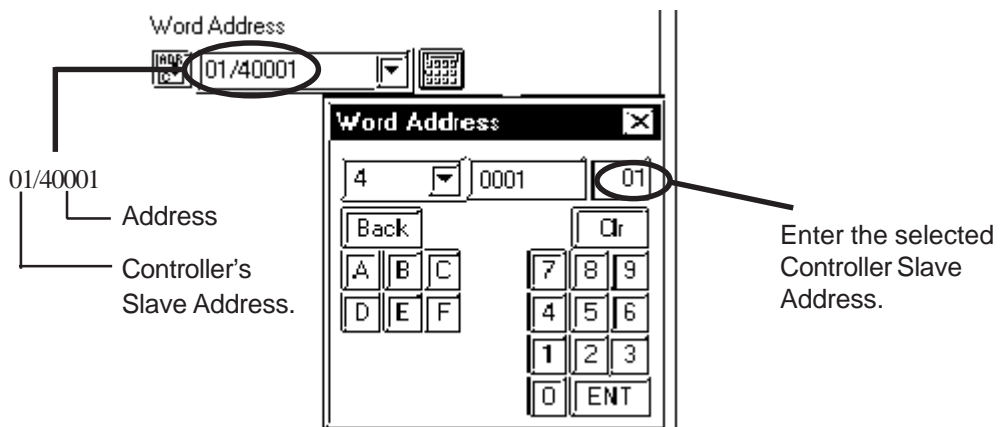 Word Address
ADR
C
01/40001
Word Address
4 0001 01
Back Clr
A B C 7 8 9
D E F 4 5 6
1 2 3
0 ENT
01/40001
Address
Controller's
Slave Address.
Enter the selected
Controller Slave
Address.